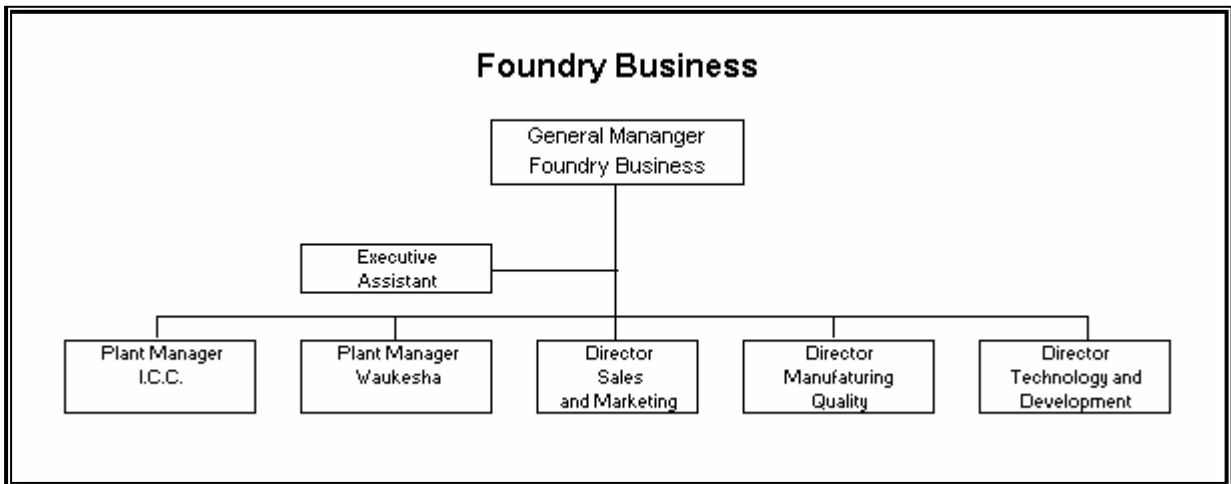 Foundry Business
General Mananger
Foundry Business
Executive
Assistant
Plant Manager
I.C.C.
Plant Manager
Waukesha
Director
Sales
and Marketing
Director
Manufaturing
Quality
Director
Technology and
Development